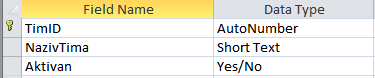 Field Name Data Type
TimID AutoNumber
NazivTima Short Text
Aktivan Yes/No